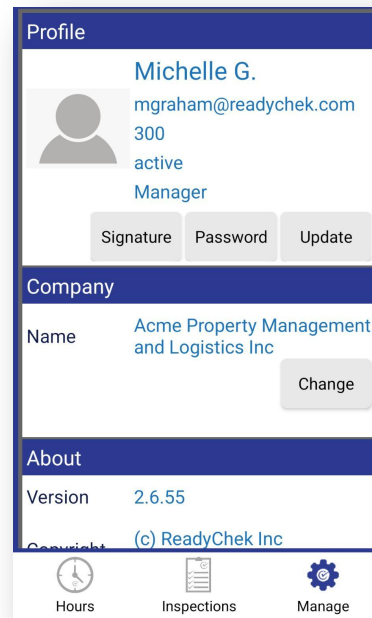 Profile
Michelle G.
mgraham@readychek.com
300
active
Manager
Signature Password Update
Company
Name Acme Property Management
and Logistics Inc
Change
About
Version 2.6.55
Copyright (c) ReadyChek Inc
Hours Inspections Manage